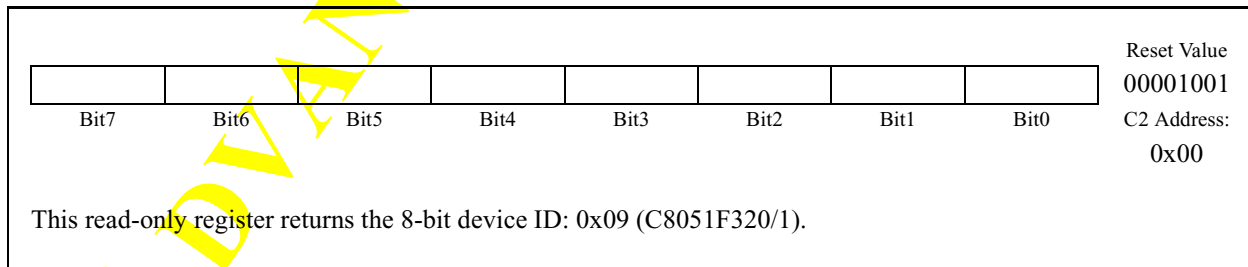 Reset Value
00001001
Bit7 Bit6 Bit5 Bit4 Bit3 Bit2 Bit1 Bit0 C2 Address:
0x00
This read-only register returns the 8-bit device ID: 0x09 (C8051F320/1).
DVAN